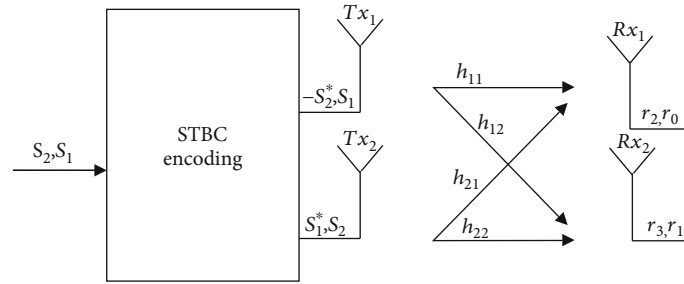 Tx₁
Rx₁
h₁₁
–S₂*,S₁
h₁₂
r₂,r₀
STBC
encoding
Tx₂
Rx₂
S₂,S₁
h₂₁
S₁*,S₂
h₂₂
r₃,r₁